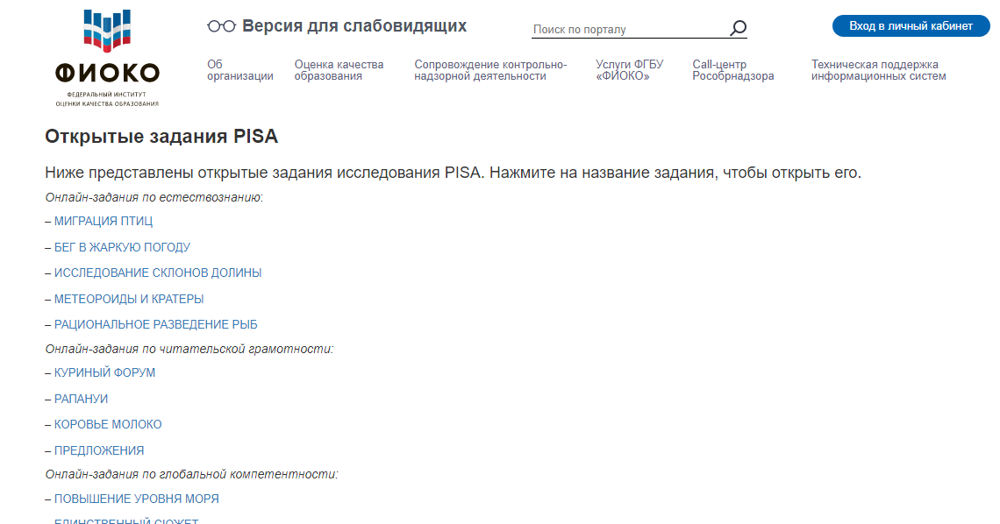 Версия для слабовидящих
Поиск по порталу
Вход в личный кабинет
ФИОКО
ФЕДЕРАЛЬНЫЙ ИНСТИТУТ
ОЦЕНКИ КАЧЕСТВА ОБРАЗОВАНИЯ
Об
организации
Оценка качества
образования
Сопровождение контрольно-
надзорной деятельности
Услуги ФГБУ
«ФИОКО»
Call-центр
Рособрнадзора
Техническая поддержка
информационных систем
Открытые задания PISA
Ниже представлены открытые задания исследования PISA. Нажмите на название задания, чтобы открыть его.
Онлайн-задания по естествознанию:
– МИГРАЦИЯ ПТИЦ
– БЕГ В ЖАРКУЮ ПОГОДУ
– ИССЛЕДОВАНИЕ СКЛОНОВ ДОЛИНЫ
– МЕТЕОРОИДЫ И КРАТЕРЫ
– РАЦИОНАЛЬНОЕ РАЗВЕДЕНИЕ РЫБ
Онлайн-задания по читательской грамотности:
– КУРИНЫЙ ФОРУМ
– РАПАНУИ
– КОРОВЬЕ МОЛОКО
– ПРЕДЛОЖЕНИЯ
Онлайн-задания по глобальной компетентности:
– ПОВЫШЕНИЕ УРОВНЯ МОРЯ
– ЕДИНСТВЕННЫЙ СЮЖЕТ